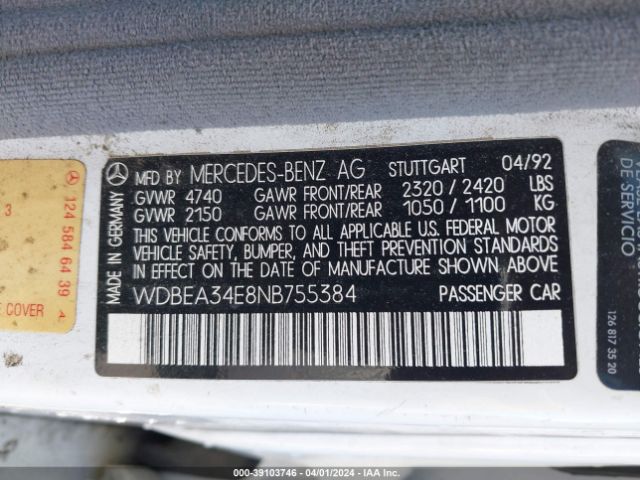 MFD BY MERCEDES-BENZ AG STUTTGART 04/92
GVWR 4740 GAWR FRONT/REAR 2320 / 2420 LBS
GVWR 2150 GAWR FRONT/REAR 1050 / 1100 KG
THIS VEHICLE CONFORMS TO ALL APPLICABLE US. FEDERAL MOTOR
VEHICLE SAFETY, BUMPER, AND THEFT PREVENTION STANDARDS
IN EFFECT ON THE DATE OF MANUFACTURE SHOWN ABOVE
WDBEA34E8NB755384 PASSENGER CAR
MADE IN GERMANY
3
124 584 64 39 A
E COVER
DE SERVICIO
126 817 35 20
00-39103746 - 04/01/2024 - IAA Inc.